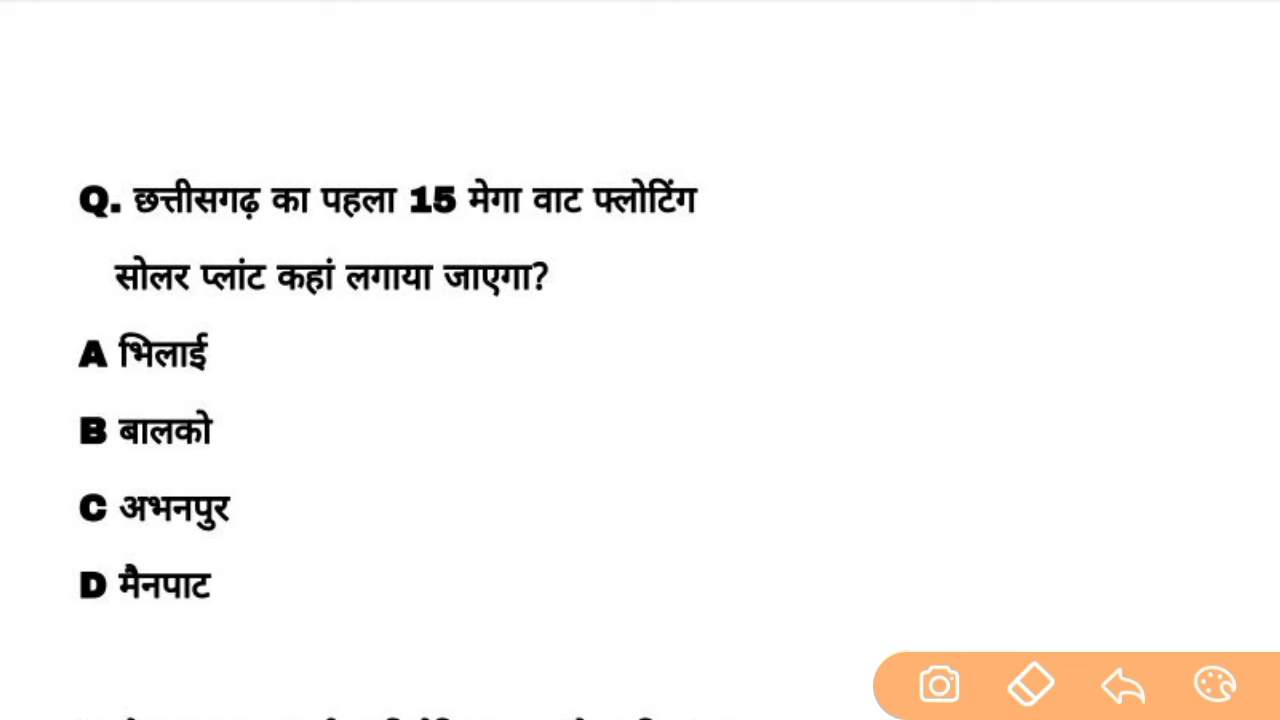 Q. छत्तीसगढ़ का पहला 15 मेगा वाट फ्लोटिंग
सोलर प्लांट कहां लगाया जाएगा?
A भिलाई
B बालको
C अभनपुर
D मैनपाट